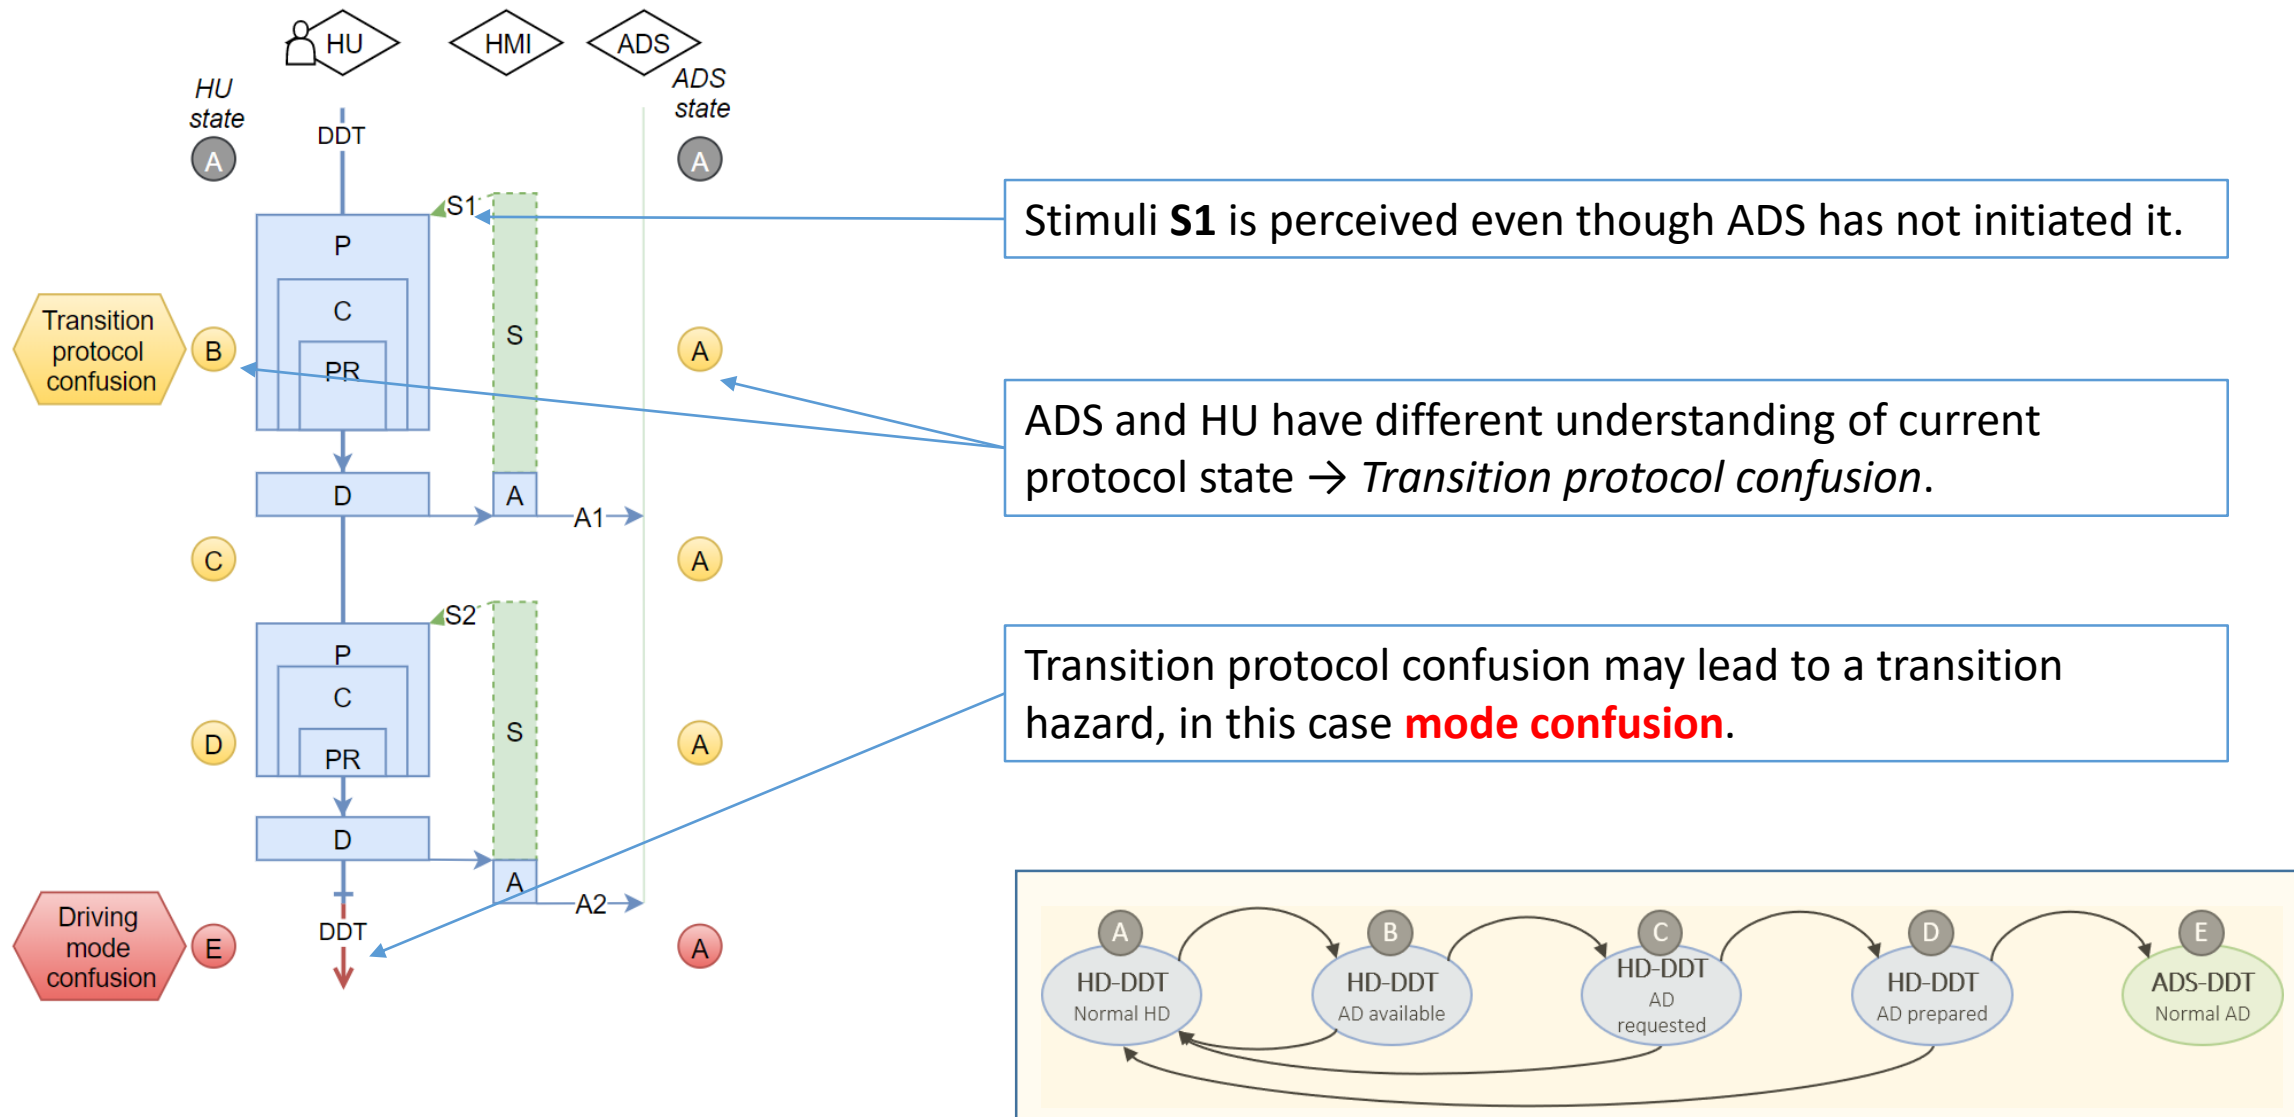 HU
HMI
ADS
HU
state
ADS
state
DDT
A
A
S1
P
C
PR
S
Transition
protocol
confusion
B
A
D
A
A1
C
A
S2
P
C
PR
S
D
A
D
A
A2
DDT
Driving
mode
confusion
E
A
Stimuli S1 is perceived even though ADS has not initiated it.
ADS and HU have different understanding of current
protocol state → Transition protocol confusion.
Transition protocol confusion may lead to a transition
hazard, in this case mode confusion.
A
HD-DDT
Normal HD
B
HD-DDT
AD available
C
HD-DDT
AD
requested
D
HD-DDT
AD prepared
E
ADS-DDT
Normal AD